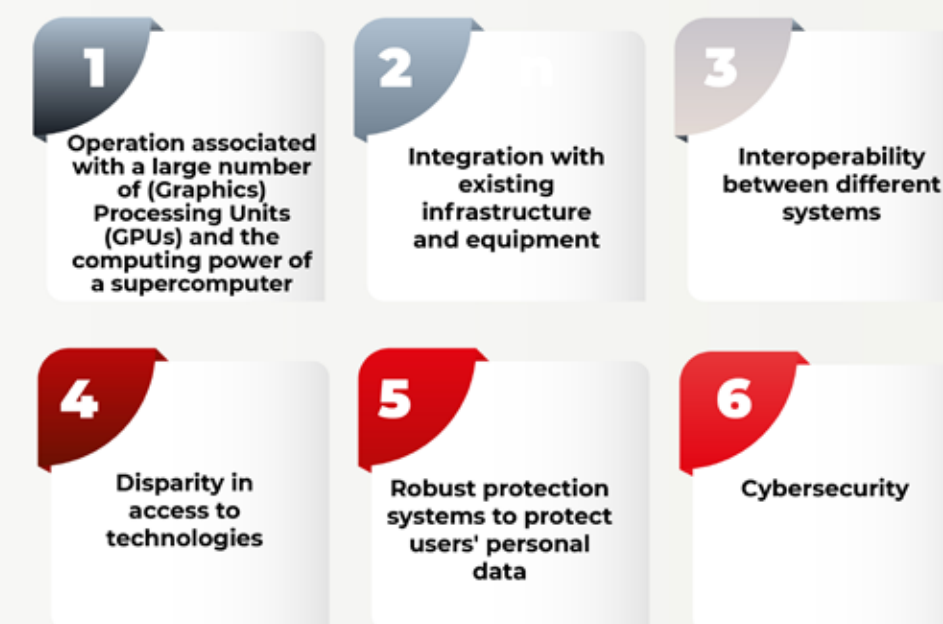 1
Operation associated
with a large number
of (Graphics)
Processing Units
(GPUs) and the
computing power of
a supercomputer
2
n
Integration with
existing
infrastructure
and equipment
3
Interoperability
between different
systems
4
Disparity in
access to
technologies
5
Robust protection
systems to protect
users' personal
data
6
Cybersecurity